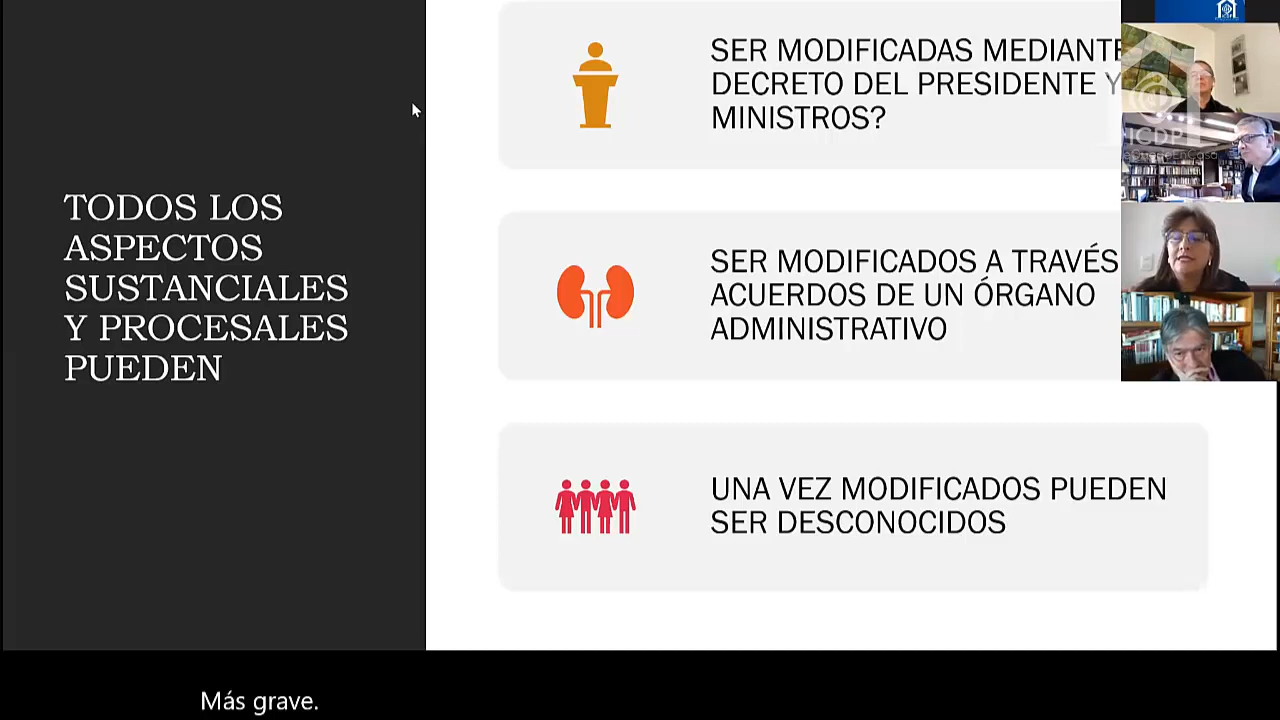 TODOS LOS
ASPECTOS
SUSTANCIALES
Y PROCESALES
PUEDEN
SER MODIFICADAS MEDIANTE
DECRETO DEL PRESIDENTE Y
MINISTROS?
SER MODIFICADOS A TRAVÉS
ACUERDOS DE UN ÓRGANO
ADMINISTRATIVO
UNA VEZ MODIFICADOS PUEDEN
SER DESCONOCIDOS
ICDP
Más grave.